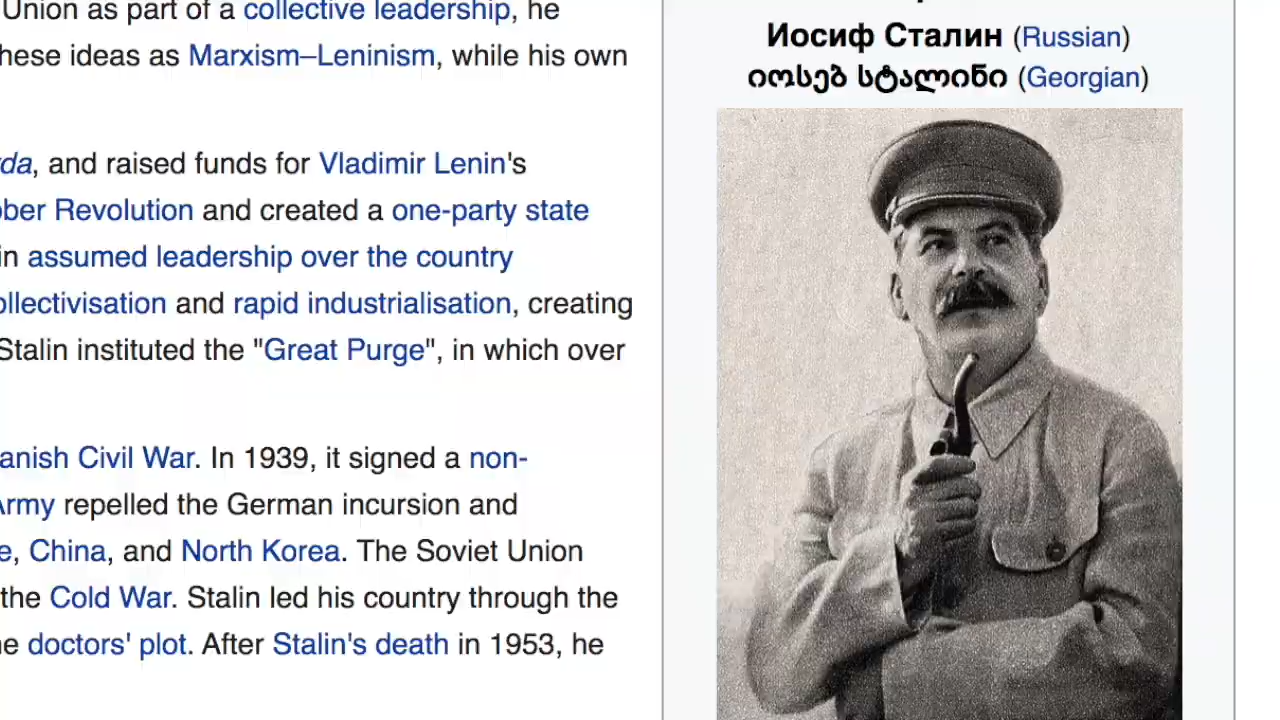 Union as part of a collective leadership, he
hese ideas as Marxism–Leninism, while his own
da, and raised funds for Vladimir Lenin's
ber Revolution and created a one-party state
in assumed leadership over the country
ollectivisation and rapid industrialisation, creating
Stalin instituted the "Great Purge", in which over
anish Civil War. In 1939, it signed a non-
Army repelled the German incursion and
e, China, and North Korea. The Soviet Union
the Cold War. Stalin led his country through the
e doctors' plot. After Stalin's death in 1953, he
Иосиф Сталин (Russian)
იოსებ სტალინი (Georgian)